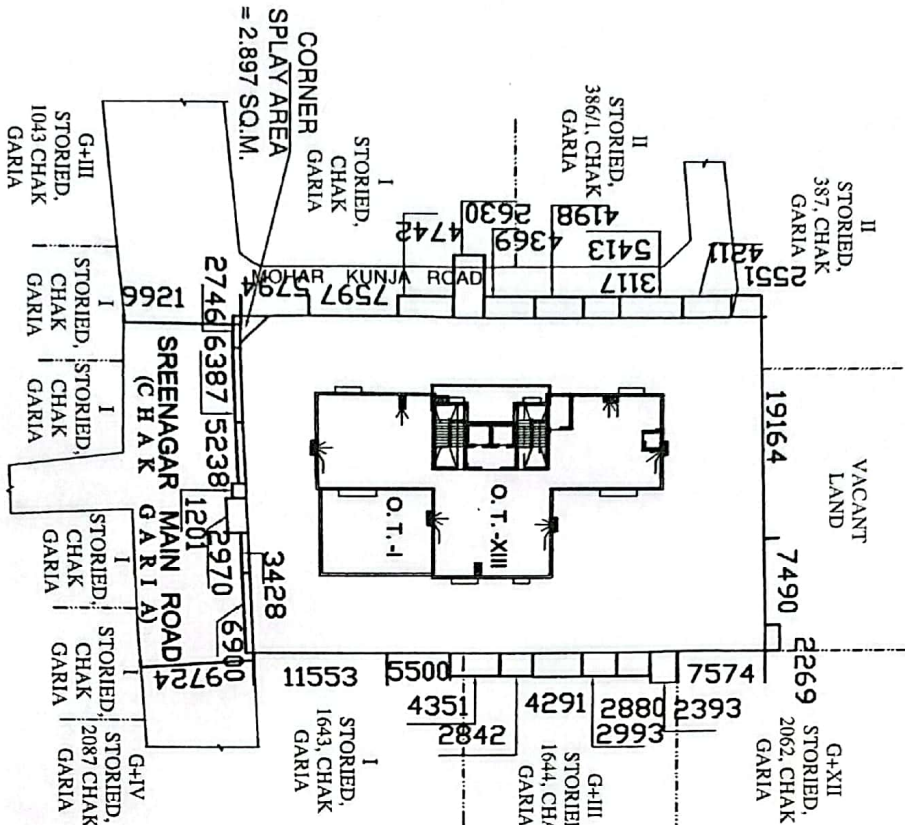 CORNER
SPLAY AREA
= 2.897 SQ.M.
II
STORIED,
387, CHAK
GARIA
II
STORIED,
386/1, CHAK
GARIA
I
STORIED,
CHAK
GARIA
G+III
STORIED,
1043 CHAK
GARIA
I
STORIED,
CHAK
GARIA
I
STORIED,
CHAK
GARIA
I
STORIED,
CHAK
GARIA
I
STORIED,
CHAK
GARIA
G+IV
STORIED,
2087 CHAK
GARIA
I
STORIED,
1643, CHAK
GARIA
G+III
STORIED
1644, CHA
GARIA
G+XII
STORIED,
2062, CHAK
GARIA
VACANT
LAND
MOHAR KUNJA ROAD
SREENAGAR MAIN ROAD
(CHAK GARIA)
O.T.-I
O.T.-XIII
2551
4211
3117
5413
4198
4369
2630
4742
7597
5794
2746
6387
5238
1201
2970
6900
3428
9724
11553
5500
4351
2842
4291
2993
2880
2393
7574
2269
7490
19164